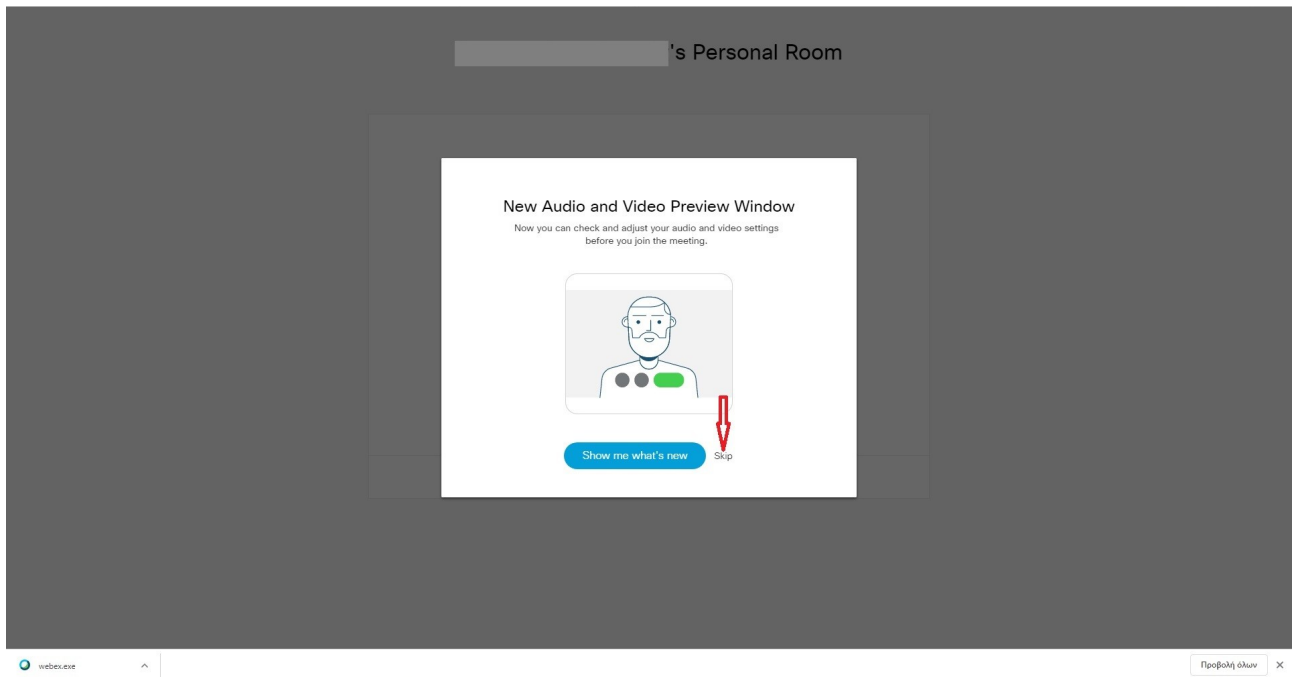 's Personal Room
New Audio and Video Preview Window
Now you can check and adjust your audio and video settings
before you join the meeting.
Show me what's new
Skip
webex.exe
Προβολή όλων